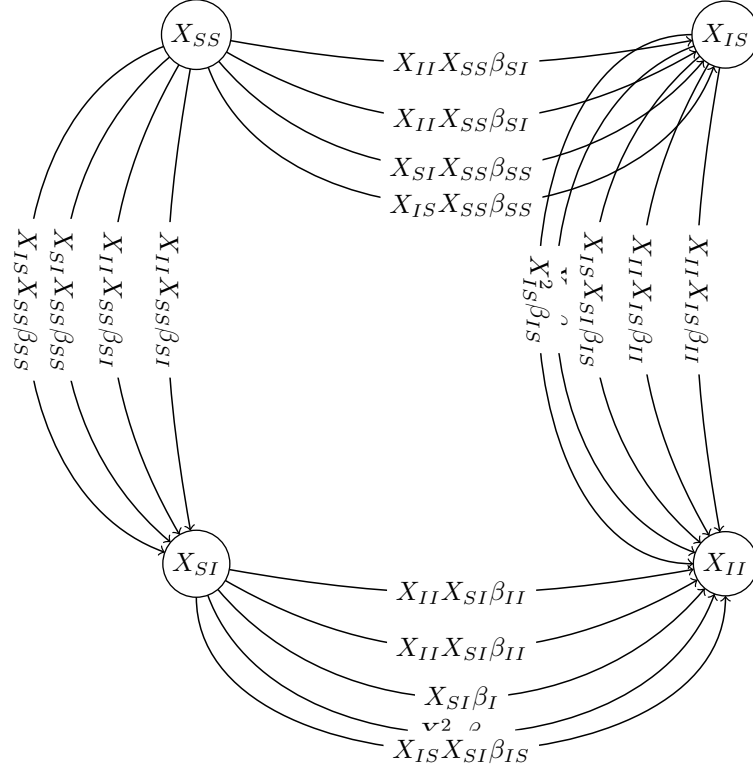 X_{SS}
X_{IS}
X_{II}X_{SS}β_{SI}
X_{II}X_{SS}β_{SI}
X_{SI}X_{SS}β_{SS}
X_{IS}X_{SS}β_{SS}
X_{IS}X_{SS}β_{SS}
X_{SI}X_{SS}β_{SS}
X_{II}X_{SS}β_{SI}
X_{II}X_{SS}β_{SI}
X_{IS}^2β_{IS}
X_{IS}X_{SI}β_{IS}
X_{II}X_{IS}β_{II}
X_{II}X_{IS}β_{II}
X_{SI}
X_{II}
X_{II}X_{SI}β_{II}
X_{II}X_{SI}β_{II}
X_{SI}β_{I}
X_{IS}X_{SI}β_{IS}